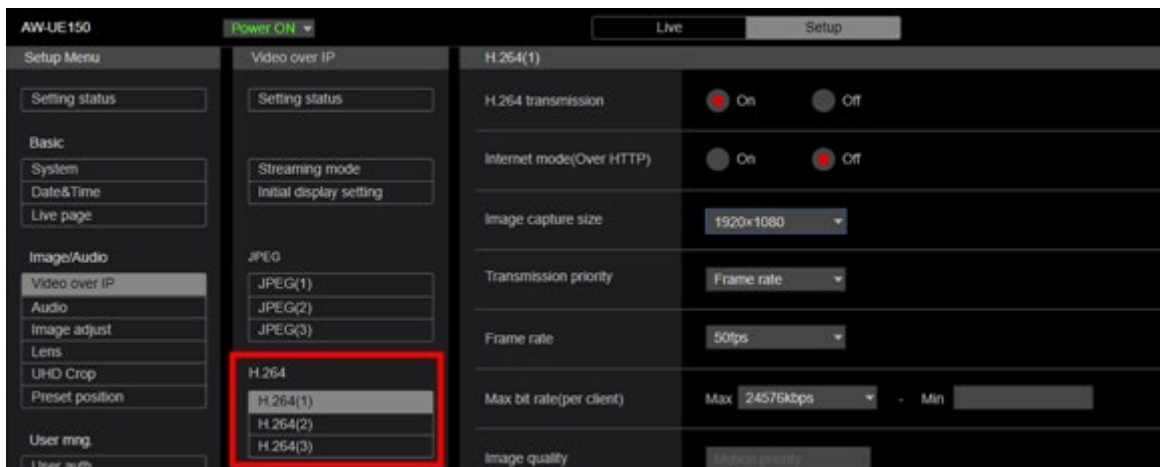 AW-UE150
Power ON
Live
Setup
Setup Menu
Setting status
Basic
System
Date&Time
Live page
Image/Audio
Video over IP
Audio
Image adjust
Lens
UHD Crop
Preset position
User mng.
User auth
Video over IP
Setting status
Streaming mode
Initial display setting
JPEG
JPEG(1)
JPEG(2)
JPEG(3)
H.264
H.264(1)
H.264(2)
H.264(3)
H.264(1)
H.264 transmission On Off
Internet mode(Over HTTP) On Off
Image capture size 1920×1080
Transmission priority Frame rate
Frame rate 50fps
Max bit rate(per client) Max 24576kbps - Min
Image quality Motion priority